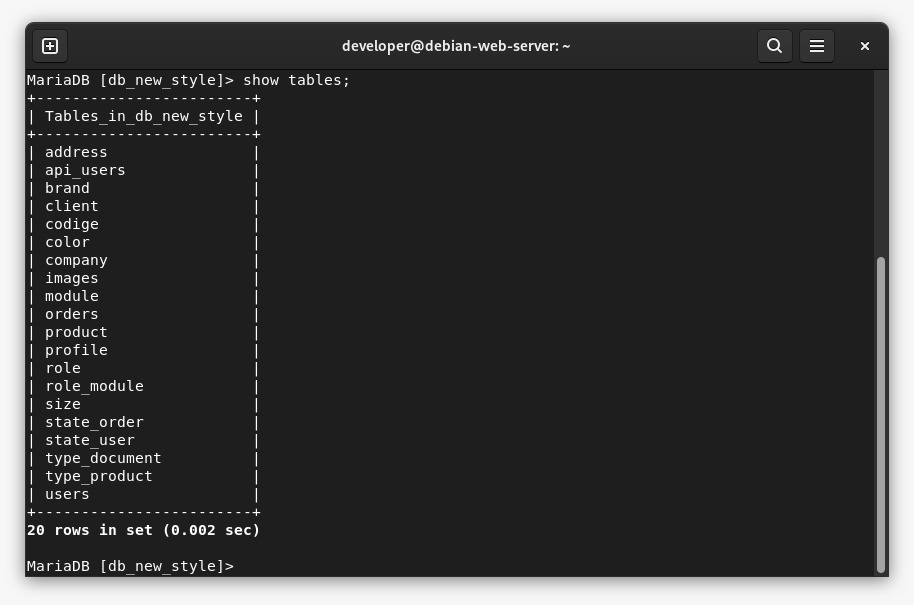 developer@debian-web-server: ~
MariaDB [db_new_style]> show tables;
+------------------------+
| Tables_in_db_new_style |
+------------------------+
| address                |
| api_users              |
| brand                  |
| client                 |
| codige                 |
| color                  |
| company                |
| images                 |
| module                 |
| orders                 |
| product                |
| profile                |
| role                   |
| role_module            |
| size                   |
| state_order            |
| state_user             |
| type_document          |
| type_product           |
| users                  |
+------------------------+
20 rows in set (0.002 sec)
MariaDB [db_new_style]>